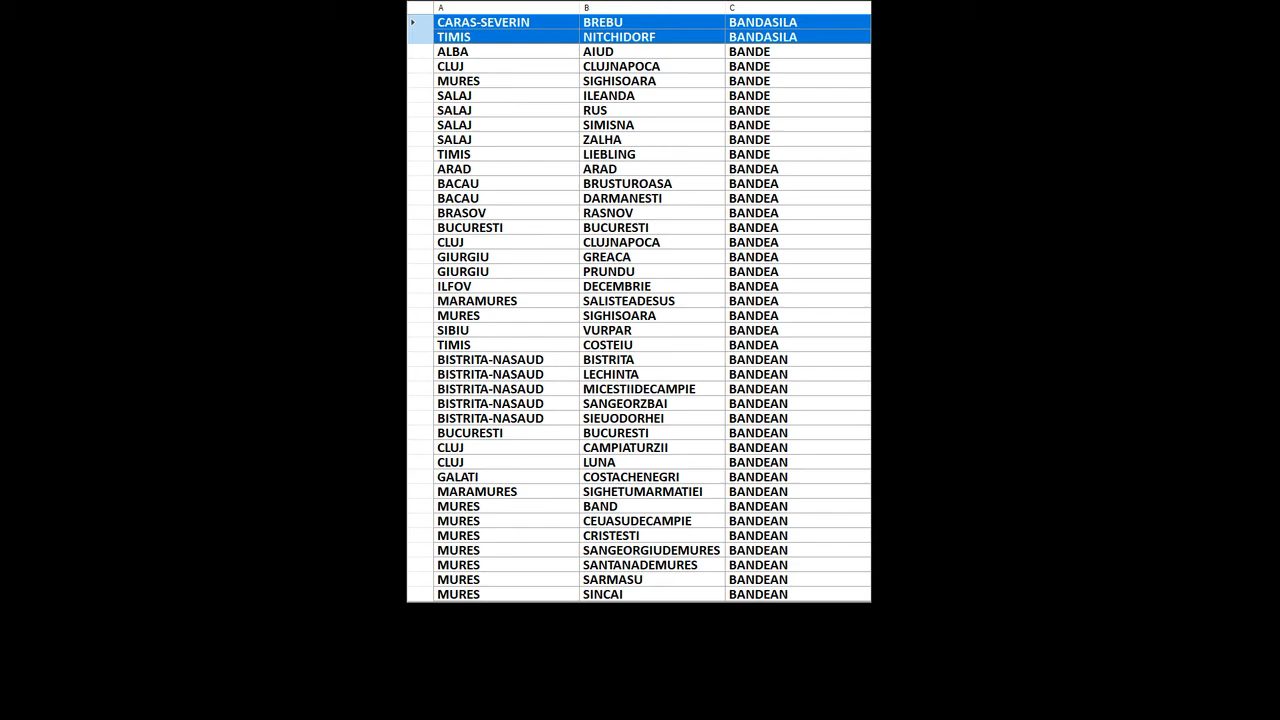 A B C
CARAS-SEVERIN BREBU BANDASILA
TIMIS NITCHIDORF BANDASILA
ALBA AIUD BANDE
CLUJ CLUJNAPOCA BANDE
MURES SIGHISOARA BANDE
SALAJ ILEANDA BANDE
SALAJ RUS BANDE
SALAJ SIMISNA BANDE
SALAJ ZALHA BANDE
TIMIS LIEBLING BANDE
ARAD ARAD BANDEA
BACAU BRUSTUROASA BANDEA
BACAU DARMANESTI BANDEA
BRASOV RASNOV BANDEA
BUCURESTI BUCURESTI BANDEA
CLUJ CLUJNAPOCA BANDEA
GIURGIU GREACA BANDEA
GIURGIU PRUNDU BANDEA
ILFOV DECEMBRIE BANDEA
MARAMURES SALISTEADESUS BANDEA
MURES SIGHISOARA BANDEA
SIBIU VURPAR BANDEA
TIMIS COSTEIU BANDEA
BISTRITA-NASAUD BISTRITA BANDEAN
BISTRITA-NASAUD LECHINTA BANDEAN
BISTRITA-NASAUD MICESTIIDECAMPIE BANDEAN
BISTRITA-NASAUD SANGEORZBAI BANDEAN
BISTRITA-NASAUD SIEUODORHEI BANDEAN
BUCURESTI BUCURESTI BANDEAN
CLUJ CAMPIATURZII BANDEAN
CLUJ LUNA BANDEAN
GALATI COSTACHENEGRI BANDEAN
MARAMURES SIGHETUMARMATIEI BANDEAN
MURES BAND BANDEAN
MURES CEUASUDECAMPIE BANDEAN
MURES CRISTESTI BANDEAN
MURES SANGEORGIUDEMURES BANDEAN
MURES SANTANADEMURES BANDEAN
MURES SARMASU BANDEAN
MURES SINCAI BANDEAN